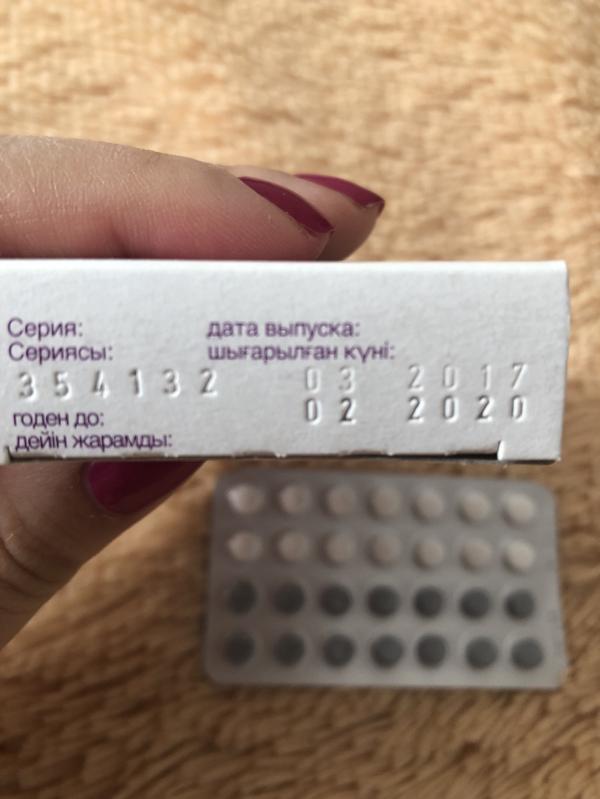 Серия: дата выпуска:
Сериясы: шығарылған күні:
354132 03 2017
годен до: 02 2020
дейін жарамды: